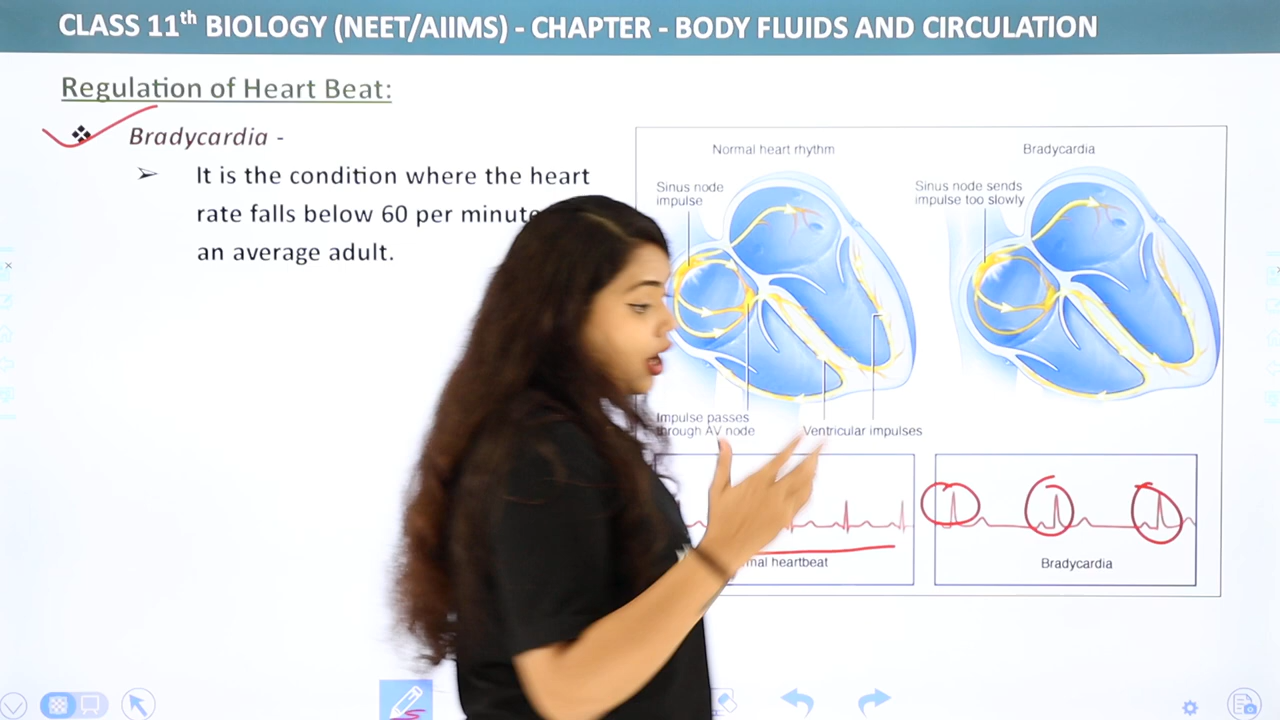 CLASS 11th BIOLOGY (NEET/AIIMS) - CHAPTER - BODY FLUIDS AND CIRCULATION
Regulation of Heart Beat:
Bradycardia -
It is the condition where the heart
rate falls below 60 per minute
an average adult.
Normal heart rhythm
Bradycardia
Sinus node
impulse
Sinus node sends
impulse too slowly
Impulse passes
through AV node
Ventricular impulses
heartbeat
Bradycardia